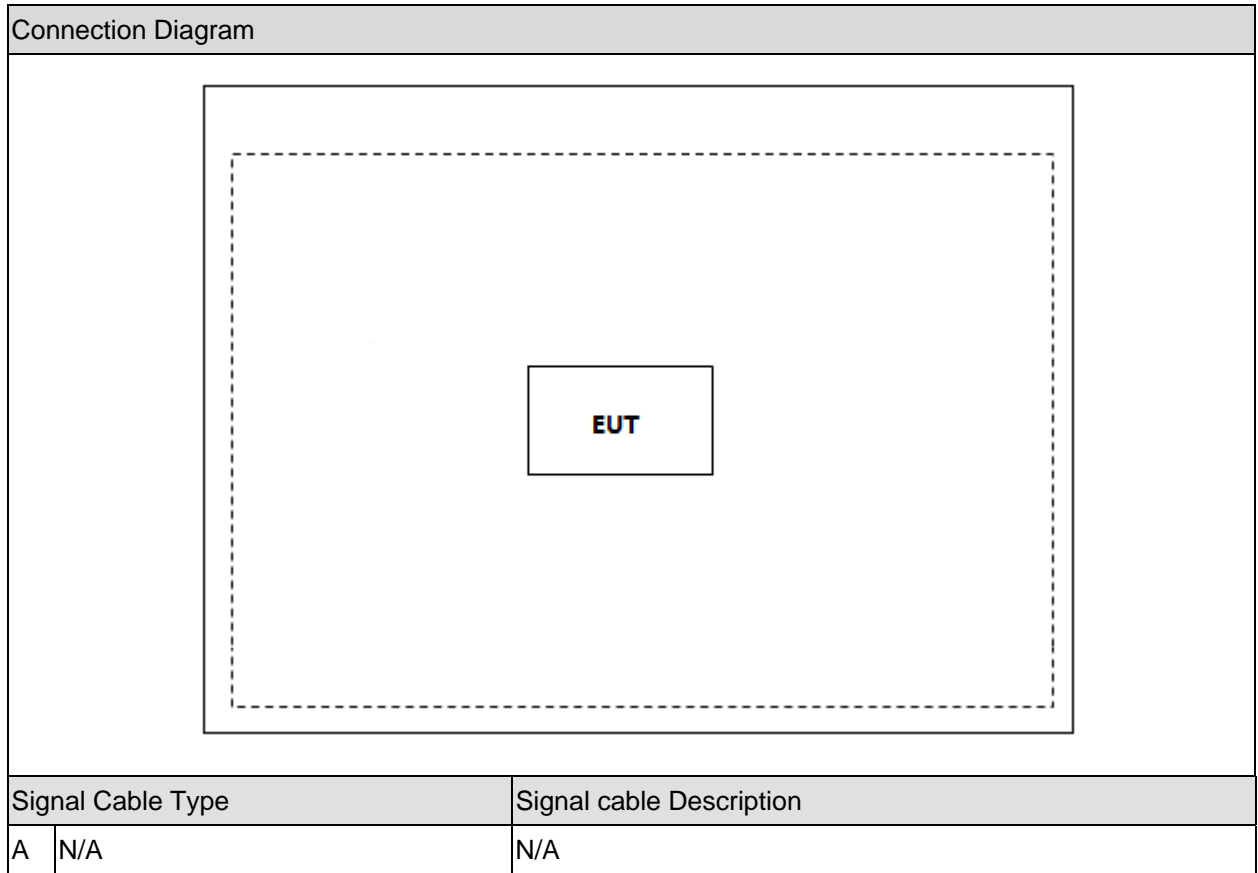 Connection Diagram
EUT
Signal Cable Type Signal cable Description
A N/A N/A